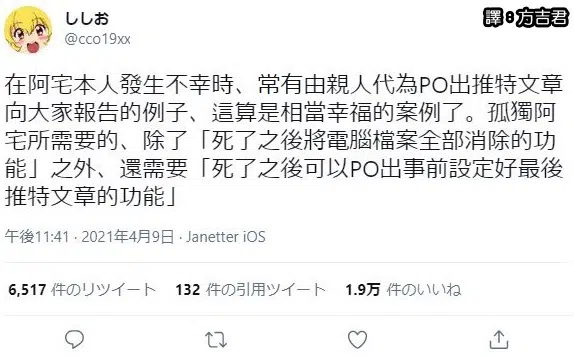 譯:方吉君
ししお
@cco19xx
在阿宅本人發生不幸時、常有由親人代為PO出推特文章
向大家報告的例子、這算是相當幸福的案例了。孤獨阿
宅所需要的、除了「死了之後將電腦檔案全部消除的功
能」之外、還需要「死了之後可以PO出事前設定好最後
推特文章的功能」
午後11:41 · 2021年4月9日 · Janetter iOS
6,517 件のリツイート 132 件の引用ツイート 1.9万 件のいいね